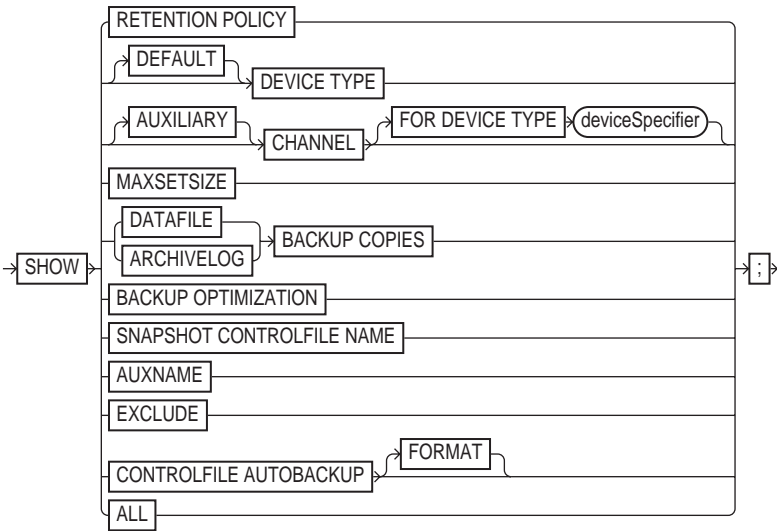 RETENTION POLICY
DEFAULT
DEVICE TYPE
AUXILIARY
FOR DEVICE TYPE deviceSpecifier
CHANNEL
MAXSETSIZE
DATAFILE
BACKUP COPIES
ARCHIVELOG
SHOW ;
BACKUP OPTIMIZATION
SNAPSHOT CONTROLFILE NAME
AUXNAME
EXCLUDE
FORMAT
CONTROLFILE AUTOBACKUP
ALL